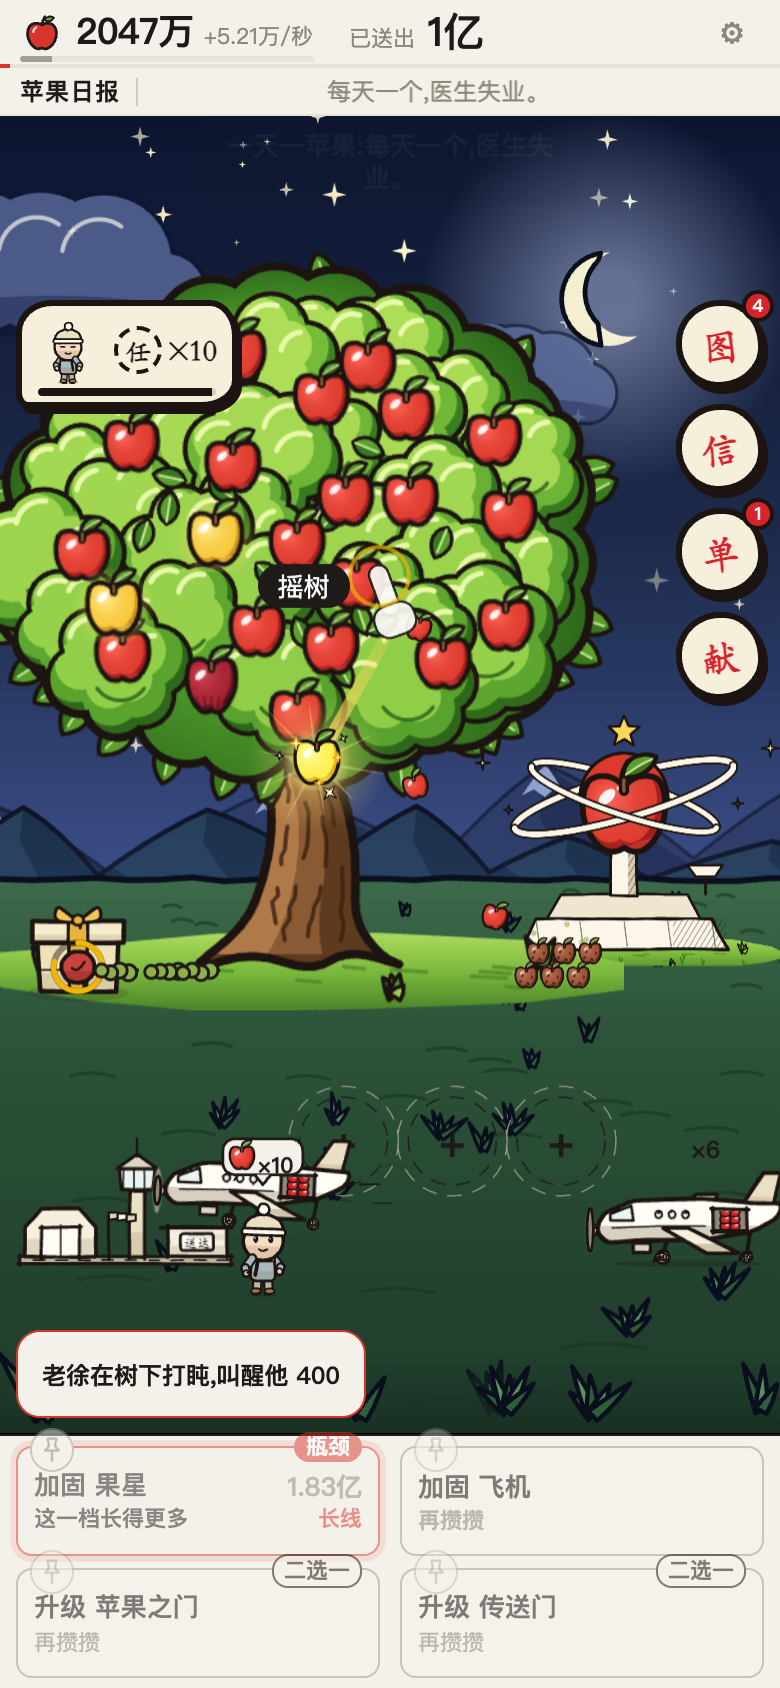 2047万 +5.21万/秒 已送出 1亿
苹果日报 每天一个,医生失业。
一天一苹果:每天一个,医生失
业。
任 ×10
4
图
信
1
单
献
摇树
×10
×6
送达
老徐在树下打盹,叫醒他 400
瓶颈
加固 果星 1.83亿
这一档长得更多 长线
加固 飞机
再攒攒
二选一
升级 苹果之门
再攒攒
二选一
升级 传送门
再攒攒